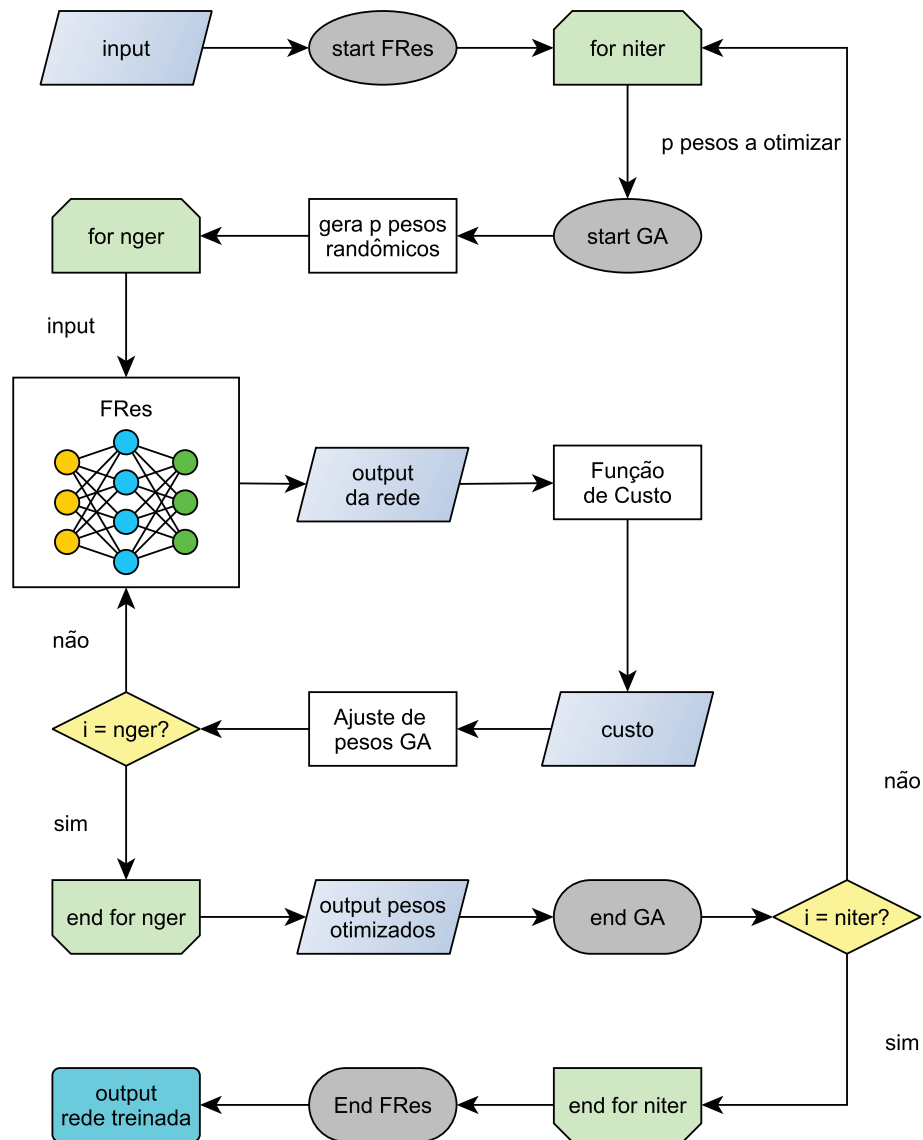 input
start FRes
for niter
p pesos a otimizar
for nger
gera p pesos
randômicos
start GA
input
FRes
output
da rede
Função
de Custo
não
i = nger?
Ajuste de
pesos GA
custo
não
sim
end for nger
output pesos
otimizados
end GA
i = niter?
sim
output
rede treinada
End FRes
end for niter